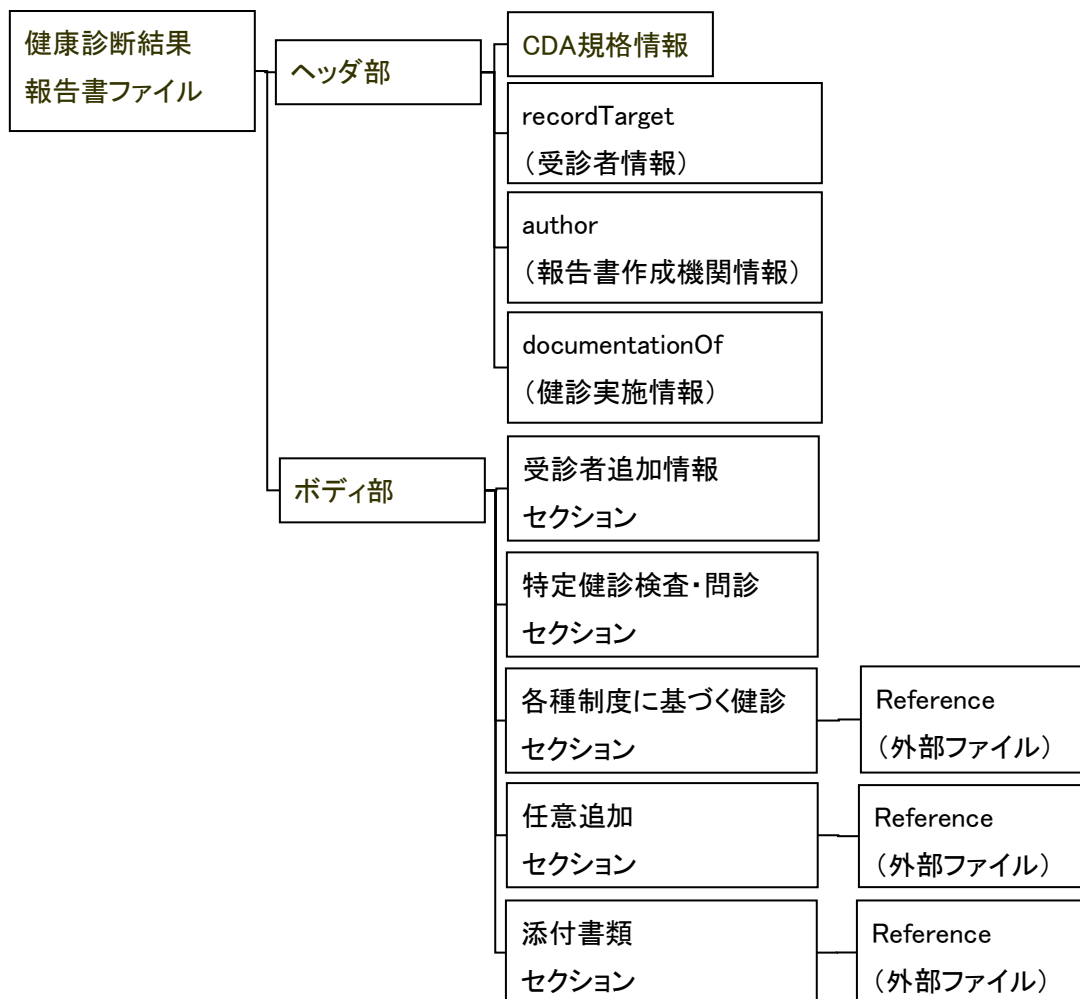 健康診断結果
報告書ファイル
ヘッダ部
CDA規格情報
recordTarget
（受診者情報）
author
（報告書作成機関情報）
documentationOf
（健診実施情報）
ボディ部
受診者追加情報
セクション
特定健診検査・問診
セクション
各種制度に基づく健診
セクション
Reference
（外部ファイル）
任意追加
セクション
Reference
（外部ファイル）
添付書類
セクション
Reference
（外部ファイル）